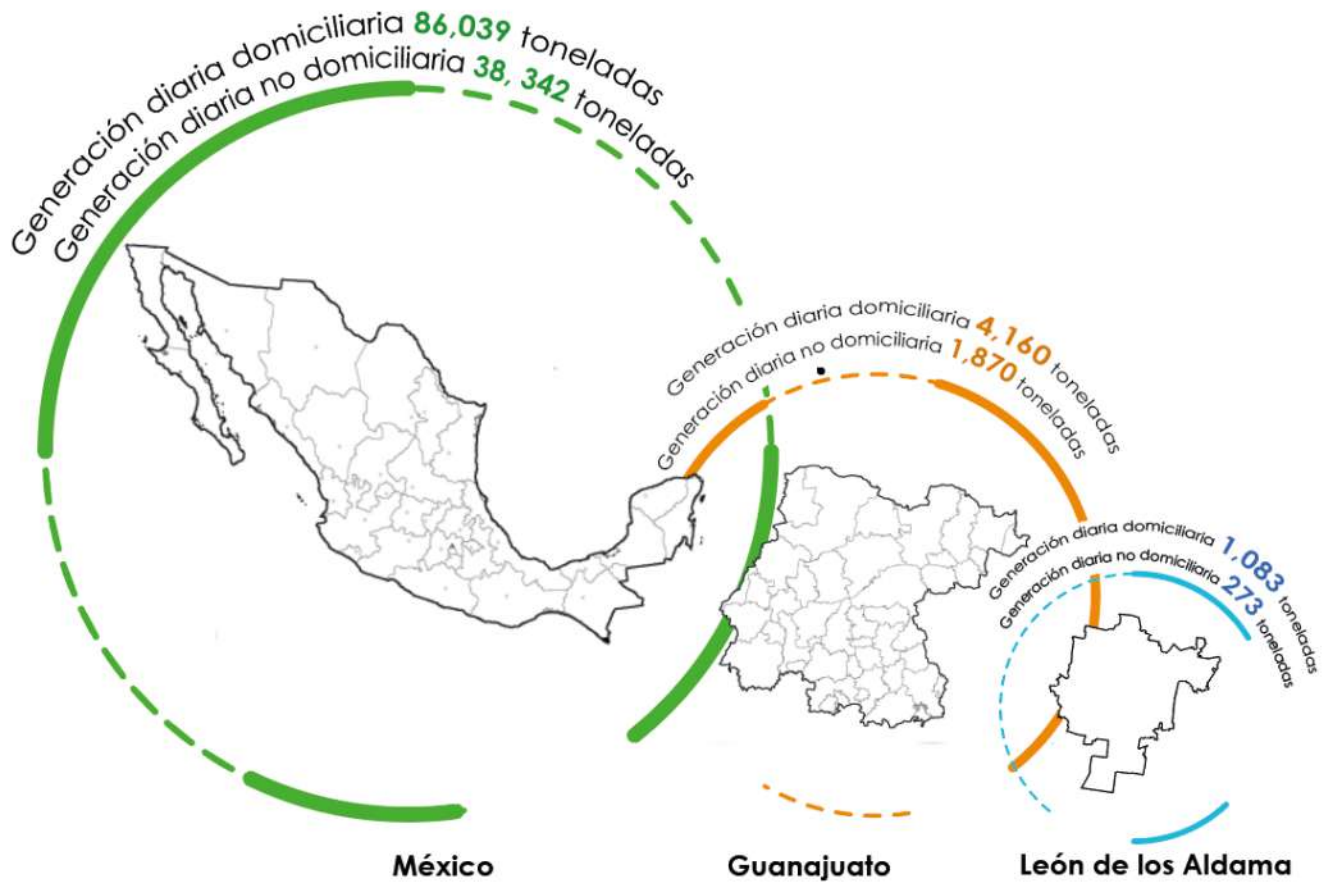 Generación diaria domiciliaria 86,039 toneladas
Generación diaria no domiciliaria 38, 342 toneladas
Generación diaria domiciliaria 4,160 toneladas
Generación diaria no domiciliaria 1,870 toneladas
Generación diaria domiciliaria 1,083 toneladas
Generación diaria no domiciliaria 273 toneladas
México
Guanajuato
León de los Aldama